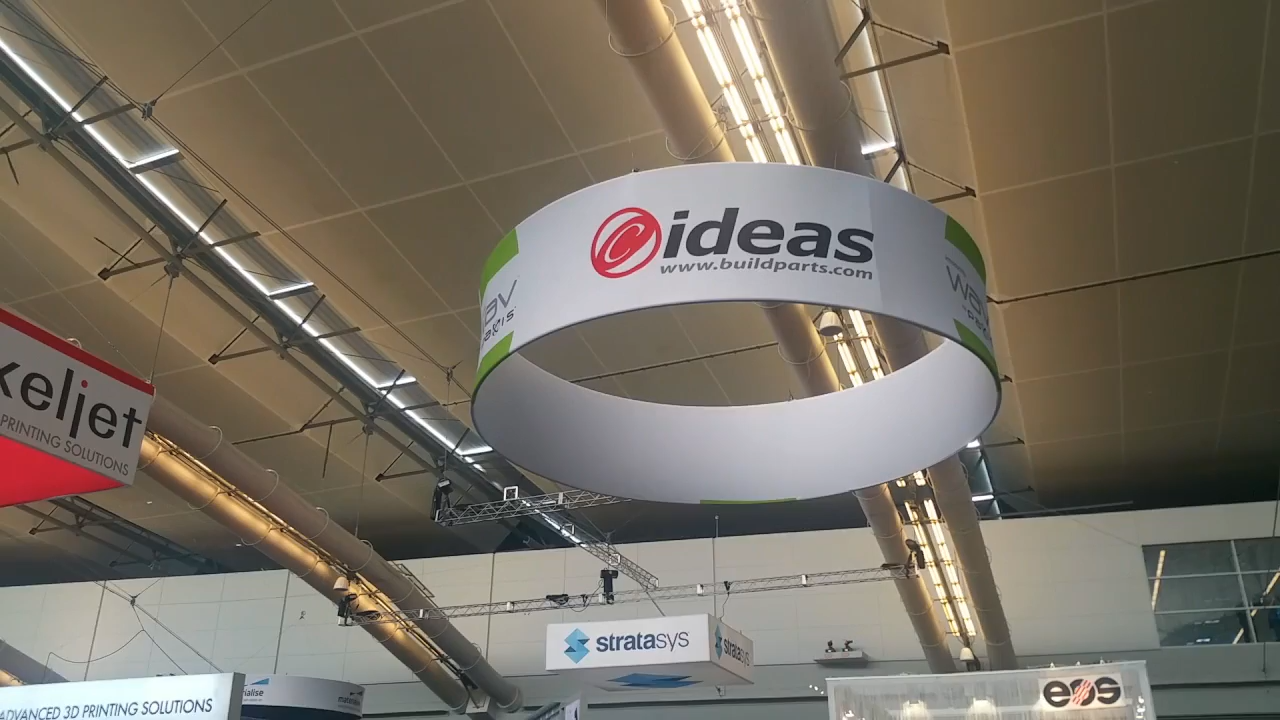 ideas
www.buildparts.com
keljet
PRINTING SOLUTIONS
stratasys
stratasys
ADVANCED 3D PRINTING SOLUTIONS
eos